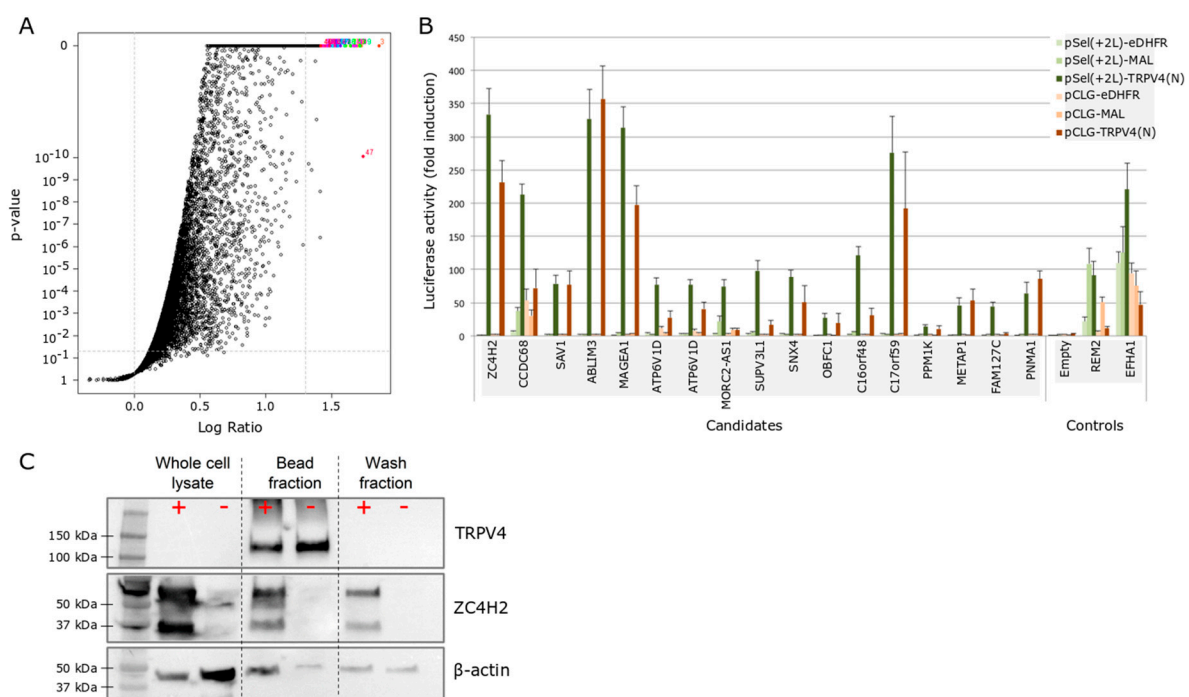 A
0
10-10
10-9
10-8
10-7
10-6
10-5
10-4
10-3
10-2
10-1
1
p-value
47
3
0.0
0.5
1.0
1.5
Log Ratio
B
Luciferase activity (fold induction)
450
400
350
300
250
200
150
100
50
0
pSel(+2L)-eDHFR
pSel(+2L)-MAL
pSel(+2L)-TRPV4(N)
pCLG-eDHFR
pCLG-MAL
pCLG-TRPV4(N)
ZC4H2
CCDC68
SAV1
ABLIM3
MAGEA1
ATP6V1D
ATP6V1D
MORC2-AS1
SUPV3L1
SNX4
OBFC1
C16orf48
C17orf59
PPM1K
METAP1
FAM127C
PNMA1
Empty
REM2
EFHA1
Candidates
Controls
C
Whole cell
lysate
Bead
fraction
Wash
fraction
+ - + - + -
150 kDa
100 kDa
TRPV4
50 kDa
37 kDa
ZC4H2
50 kDa
37 kDa
β-actin